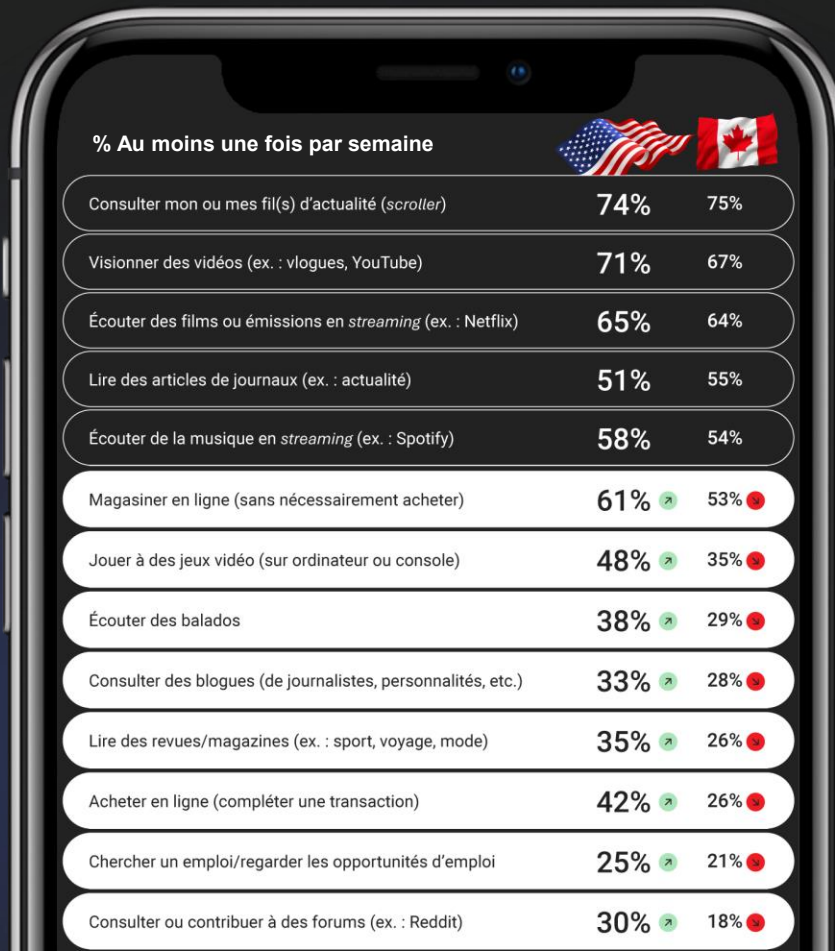 % Au moins une fois par semaine
Consulter mon ou mes fil(s) d'actualité (scroller) 74% 75%
Visionner des vidéos (ex. : vlogues, YouTube) 71% 67%
Écouter des films ou émissions en streaming (ex. : Netflix) 65% 64%
Lire des articles de journaux (ex. : actualité) 51% 55%
Écouter de la musique en streaming (ex. : Spotify) 58% 54%
Magasiner en ligne (sans nécessairement acheter) 61% 53%
Jouer à des jeux vidéo (sur ordinateur ou console) 48% 35%
Écouter des balados 38% 29%
Consulter des blogues (de journalistes, personnalités, etc.) 33% 28%
Lire des revues/magazines (ex. : sport, voyage, mode) 35% 26%
Acheter en ligne (compléter une transaction) 42% 26%
Chercher un emploi/regarder les opportunités d'emploi 25% 21%
Consulter ou contribuer à des forums (ex. : Reddit) 30% 18%